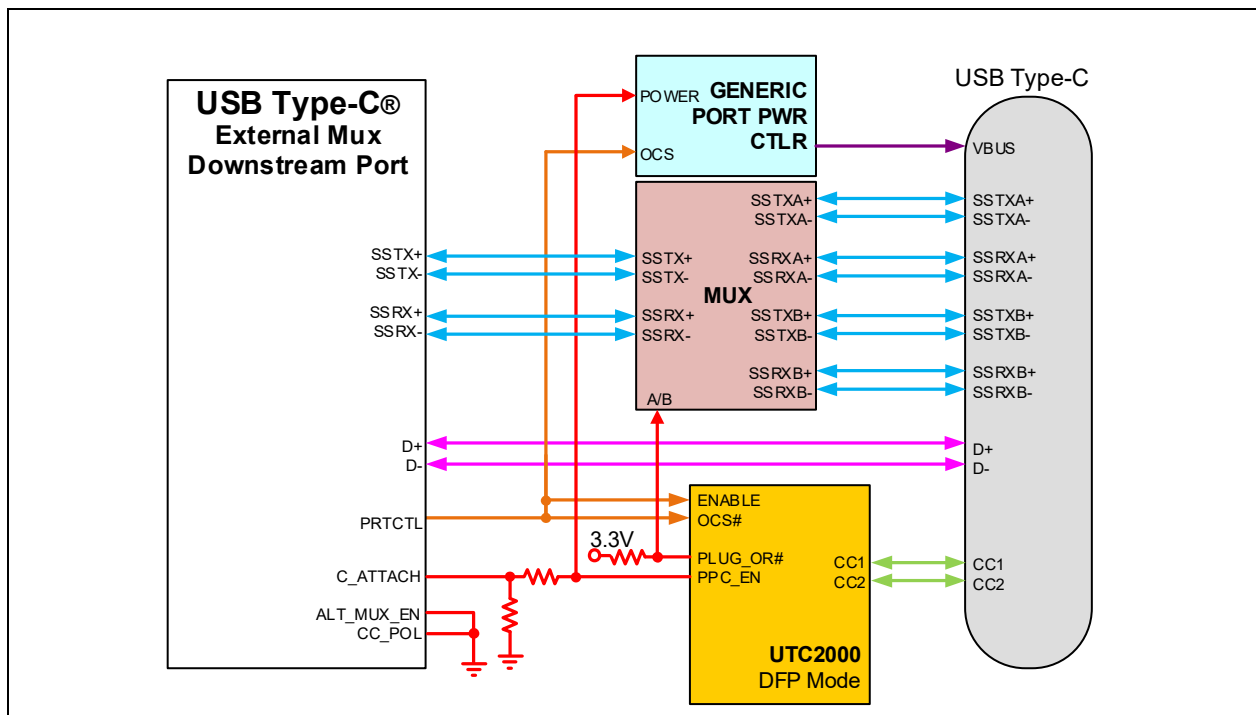 USB Type-C®
External Mux
Downstream Port
SSTX+
SSTX-
SSRX+
SSRX-
D+
D-
PRTCTL
C_ATTACH
ALT_MUX_EN
CC_POL
POWER
GENERIC
PORT PWR
CTLR
OCS
SSTXA+
SSTXA-
SSTX+
SSTX-
SSRXA+
SSRXA-
MUX
SSRX+
SSRX-
SSTXB+
SSTXB-
SSRXB+
SSRXB-
A/B
3.3V
ENABLE
OCS#
PLUG_OR#
PPC_EN
CC1
CC2
UTC2000
DFP Mode
USB Type-C
VBUS
SSTXA+
SSTXA-
SSRXA+
SSRXA-
SSTXB+
SSTXB-
SSRXB+
SSRXB-
D+
D-
CC1
CC2